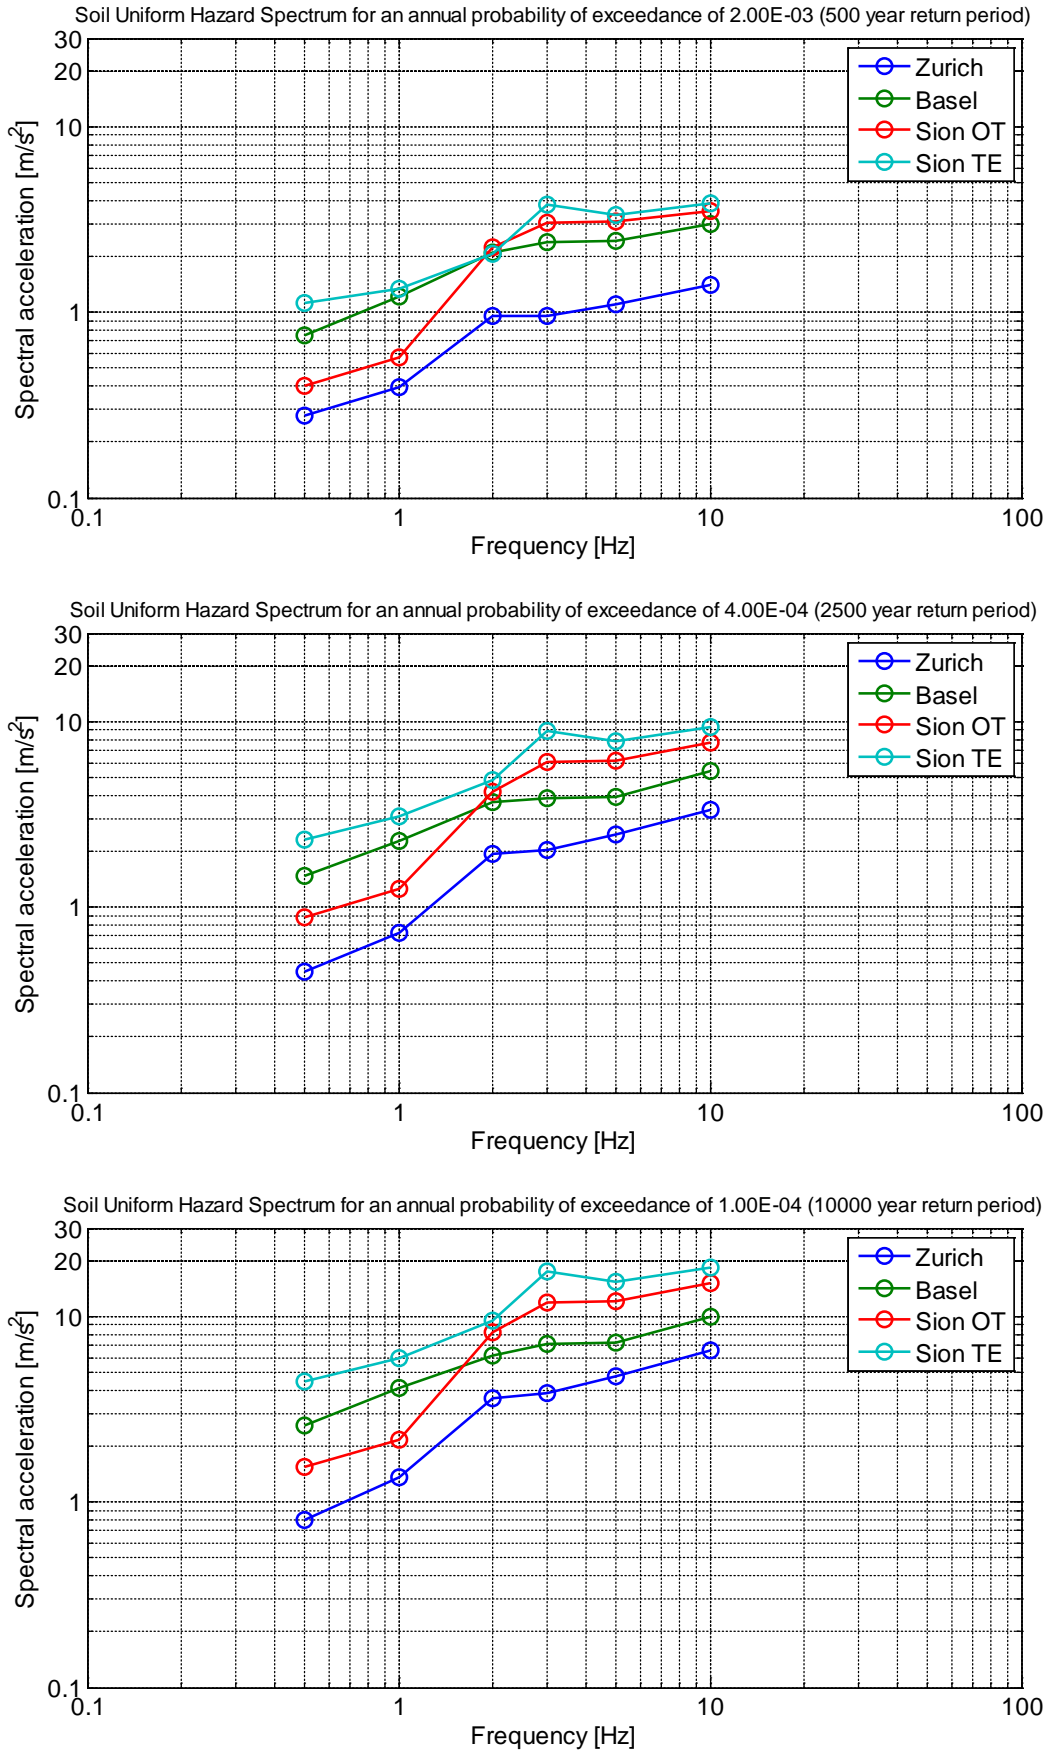 Soil Uniform Hazard Spectrum for an annual probability of exceedance of 2.00E-03 (500 year return period)
30
20
10
1
0.1
Spectral acceleration [m/s²]
Zurich
Basel
Sion OT
Sion TE
0.1
1
10
100
Frequency [Hz]
Soil Uniform Hazard Spectrum for an annual probability of exceedance of 4.00E-04 (2500 year return period)
30
20
10
1
0.1
Spectral acceleration [m/s²]
Zurich
Basel
Sion OT
Sion TE
0.1
1
10
100
Frequency [Hz]
Soil Uniform Hazard Spectrum for an annual probability of exceedance of 1.00E-04 (10000 year return period)
30
20
10
1
0.1
Spectral acceleration [m/s²]
Zurich
Basel
Sion OT
Sion TE
0.1
1
10
100
Frequency [Hz]